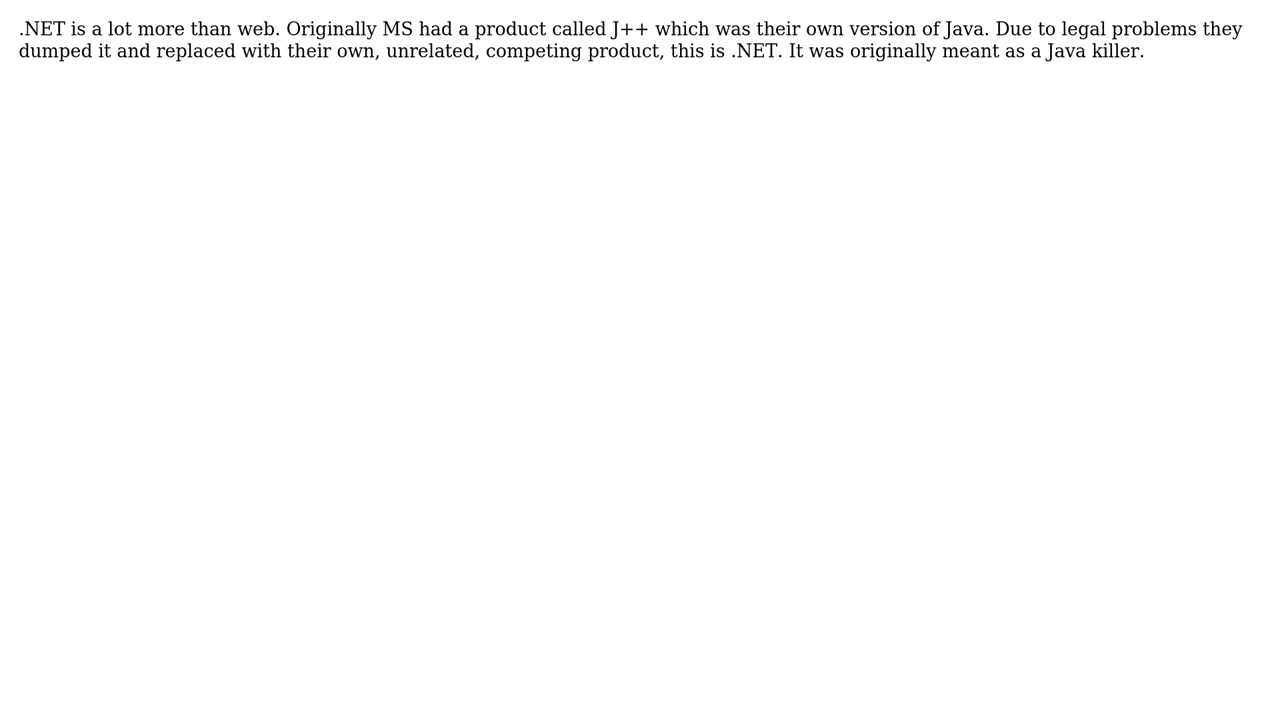 .NET is a lot more than web. Originally MS had a product called J++ which was their own version of Java. Due to legal problems they
dumped it and replaced with their own, unrelated, competing product, this is .NET. It was originally meant as a Java killer.